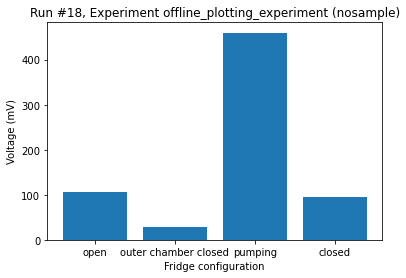 Run #18, Experiment offline_plotting_experiment (nosample)
Voltage (mV)
400
300
200
100
0
open outer chamber closed pumping closed
Fridge configuration